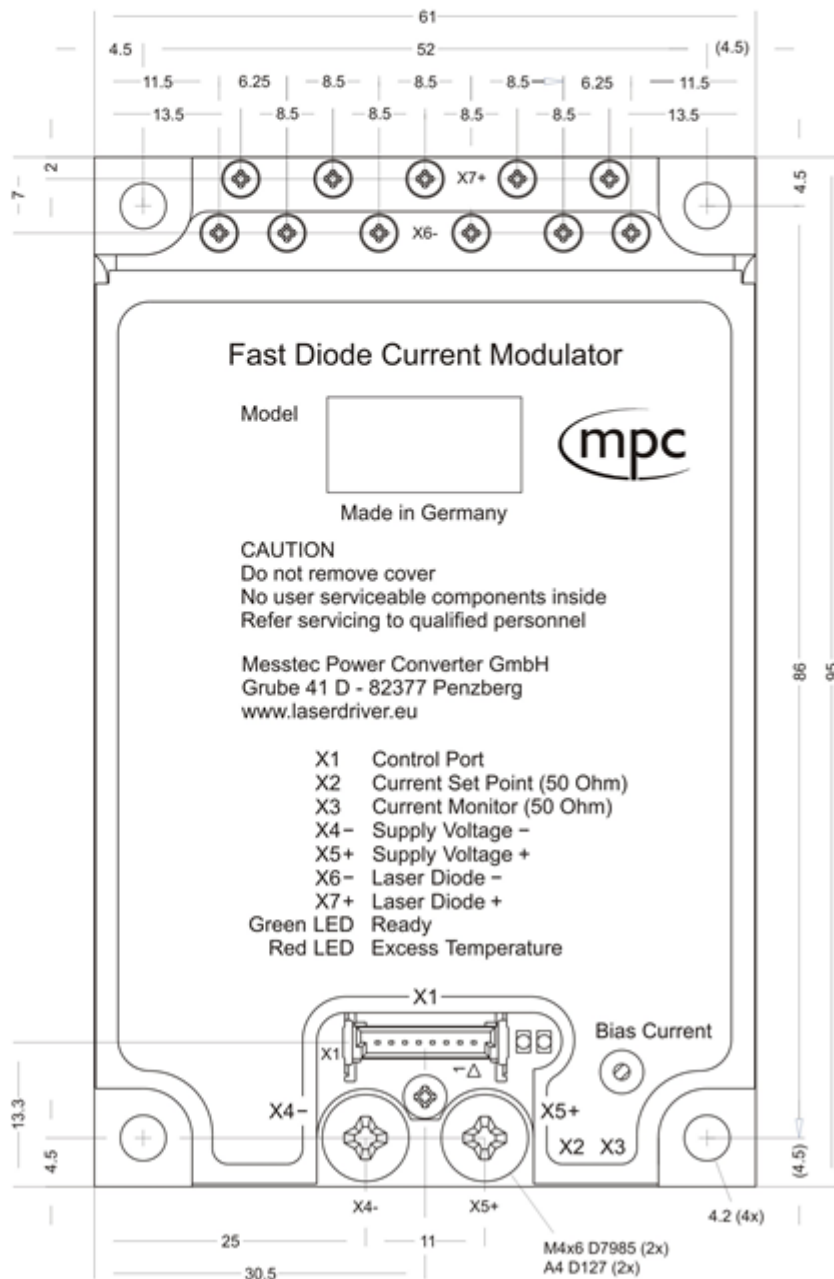 61
4.5 52 (4.5)
11.5 6.25 8.5 8.5 8.5 6.25 11.5
13.5 8.5 8.5 8.5 8.5 13.5
2
7
X7+
4.5
X6-
Fast Diode Current Modulator
Model
mpc
Made in Germany
CAUTION
Do not remove cover
No user serviceable components inside
Refer servicing to qualified personnel
Messtec Power Converter GmbH
Grube 41 D - 82377 Penzberg
www.laserdriver.eu
86
95
X1 Control Port
X2 Current Set Point (50 Ohm)
X3 Current Monitor (50 Ohm)
X4− Supply Voltage −
X5+ Supply Voltage +
X6− Laser Diode −
X7+ Laser Diode +
Green LED Ready
Red LED Excess Temperature
X1
Bias Current
X1
1
13.3
X4− X5+
X2 X3
4.5
(4.5)
X4- X5+
4.2 (4x)
25 11
M4x6 D7985 (2x)
A4 D127 (2x)
30.5